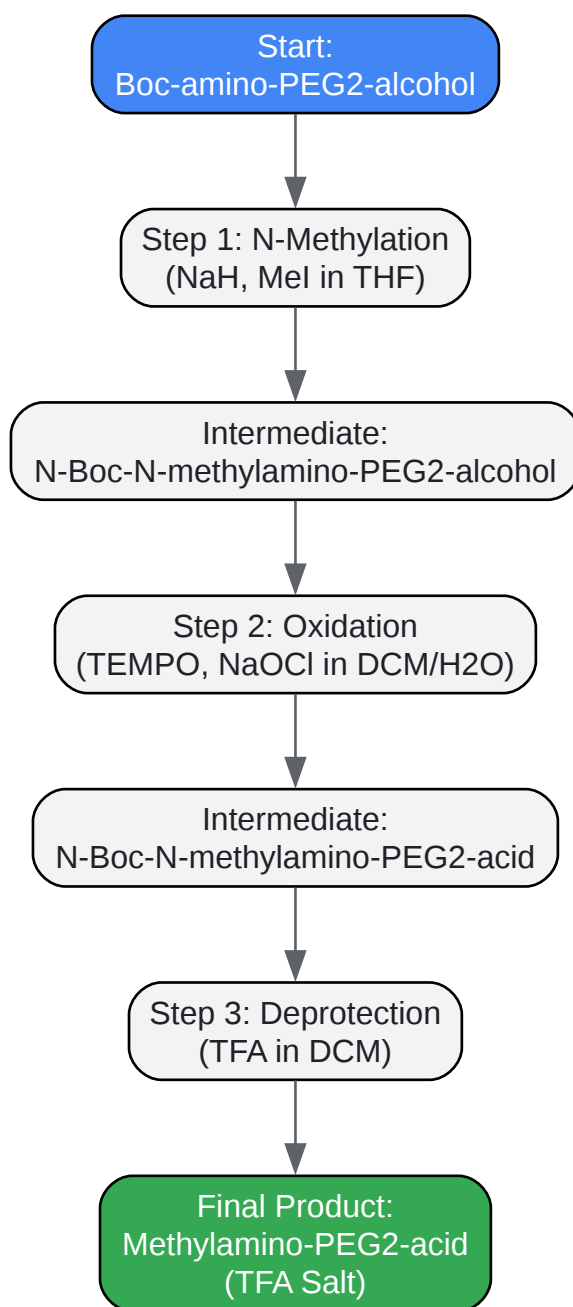 Start:
Boc-amino-PEG2-alcohol
Step 1: N-Methylation
(NaH, MeI in THF)
Intermediate:
N-Boc-N-methylamino-PEG2-alcohol
Step 2: Oxidation
(TEMPO, NaOCl in DCM/H2O)
Intermediate:
N-Boc-N-methylamino-PEG2-acid
Step 3: Deprotection
(TFA in DCM)
Final Product:
Methylamino-PEG2-acid
(TFA Salt)